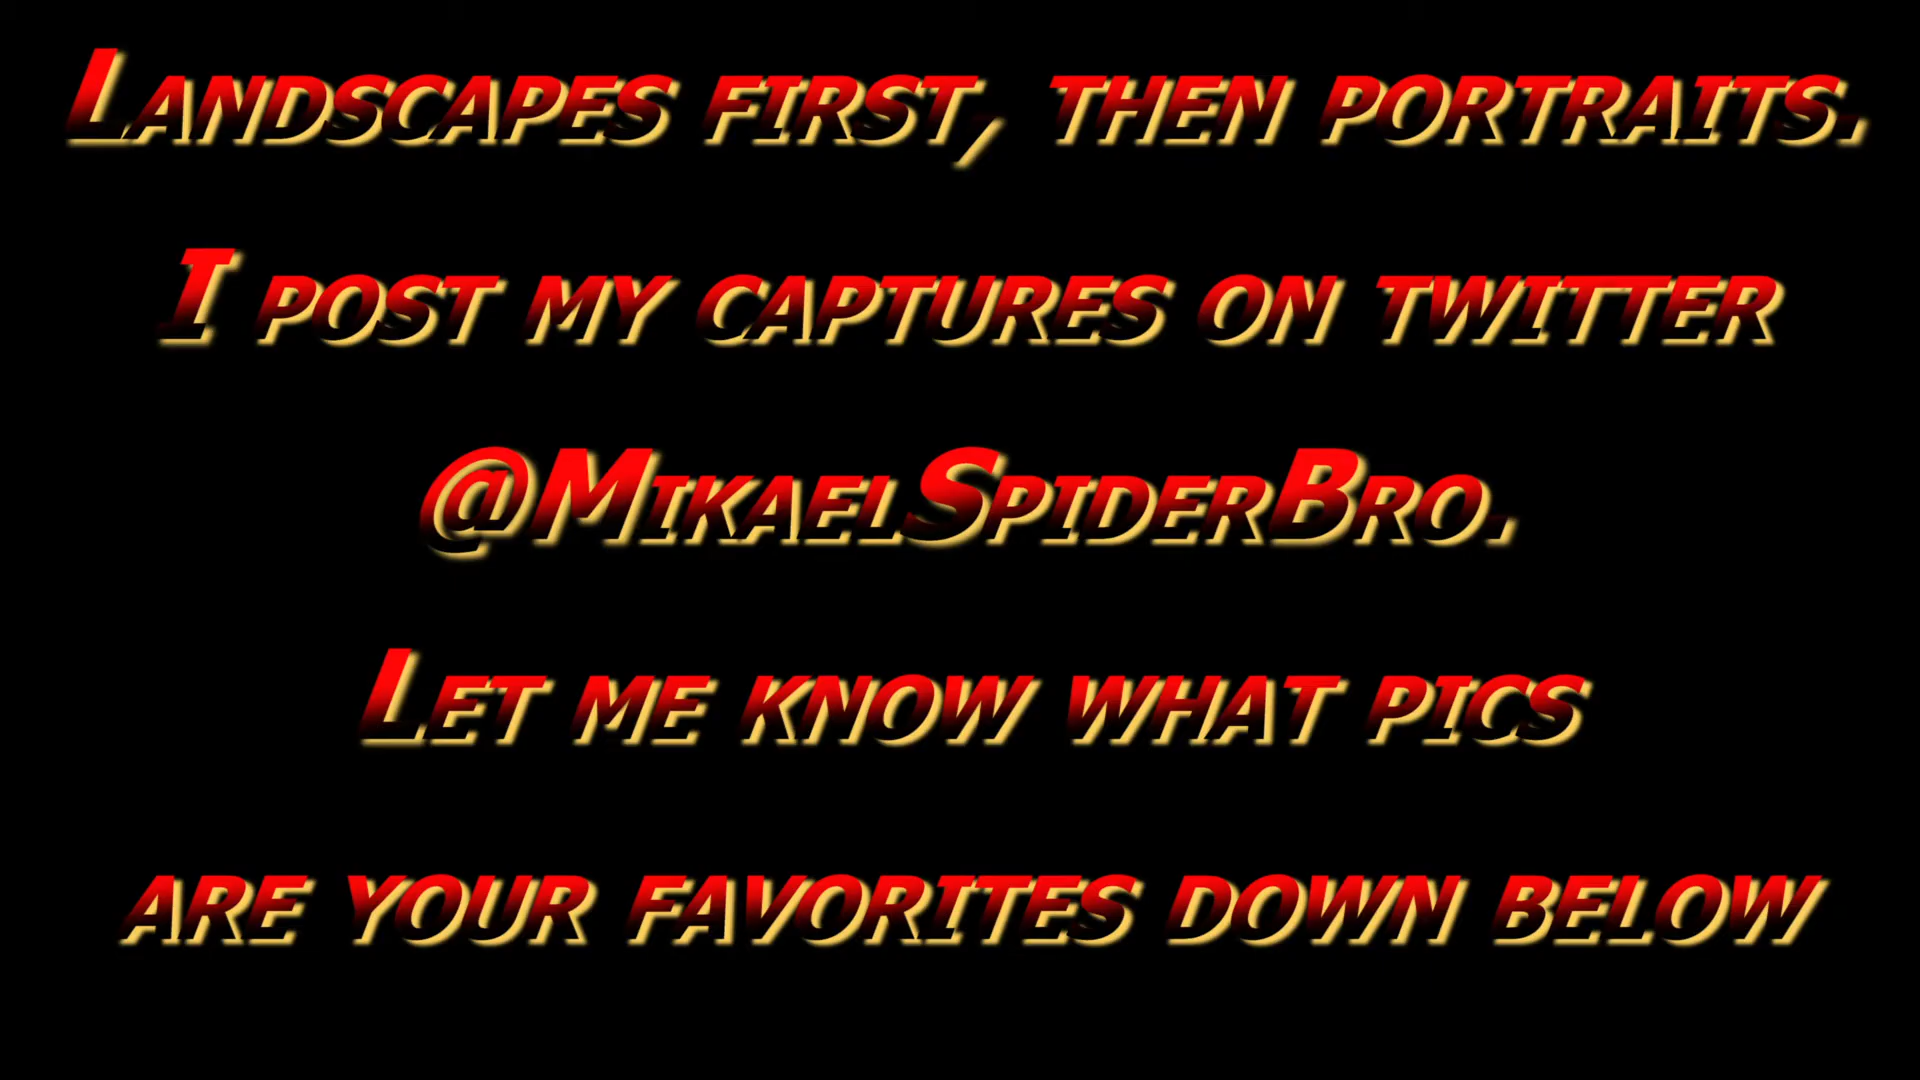 Landscapes first, then portraits.
I post my captures on twitter
@MikaelSpiderBro.
Let me know what pics
are your favorites down below